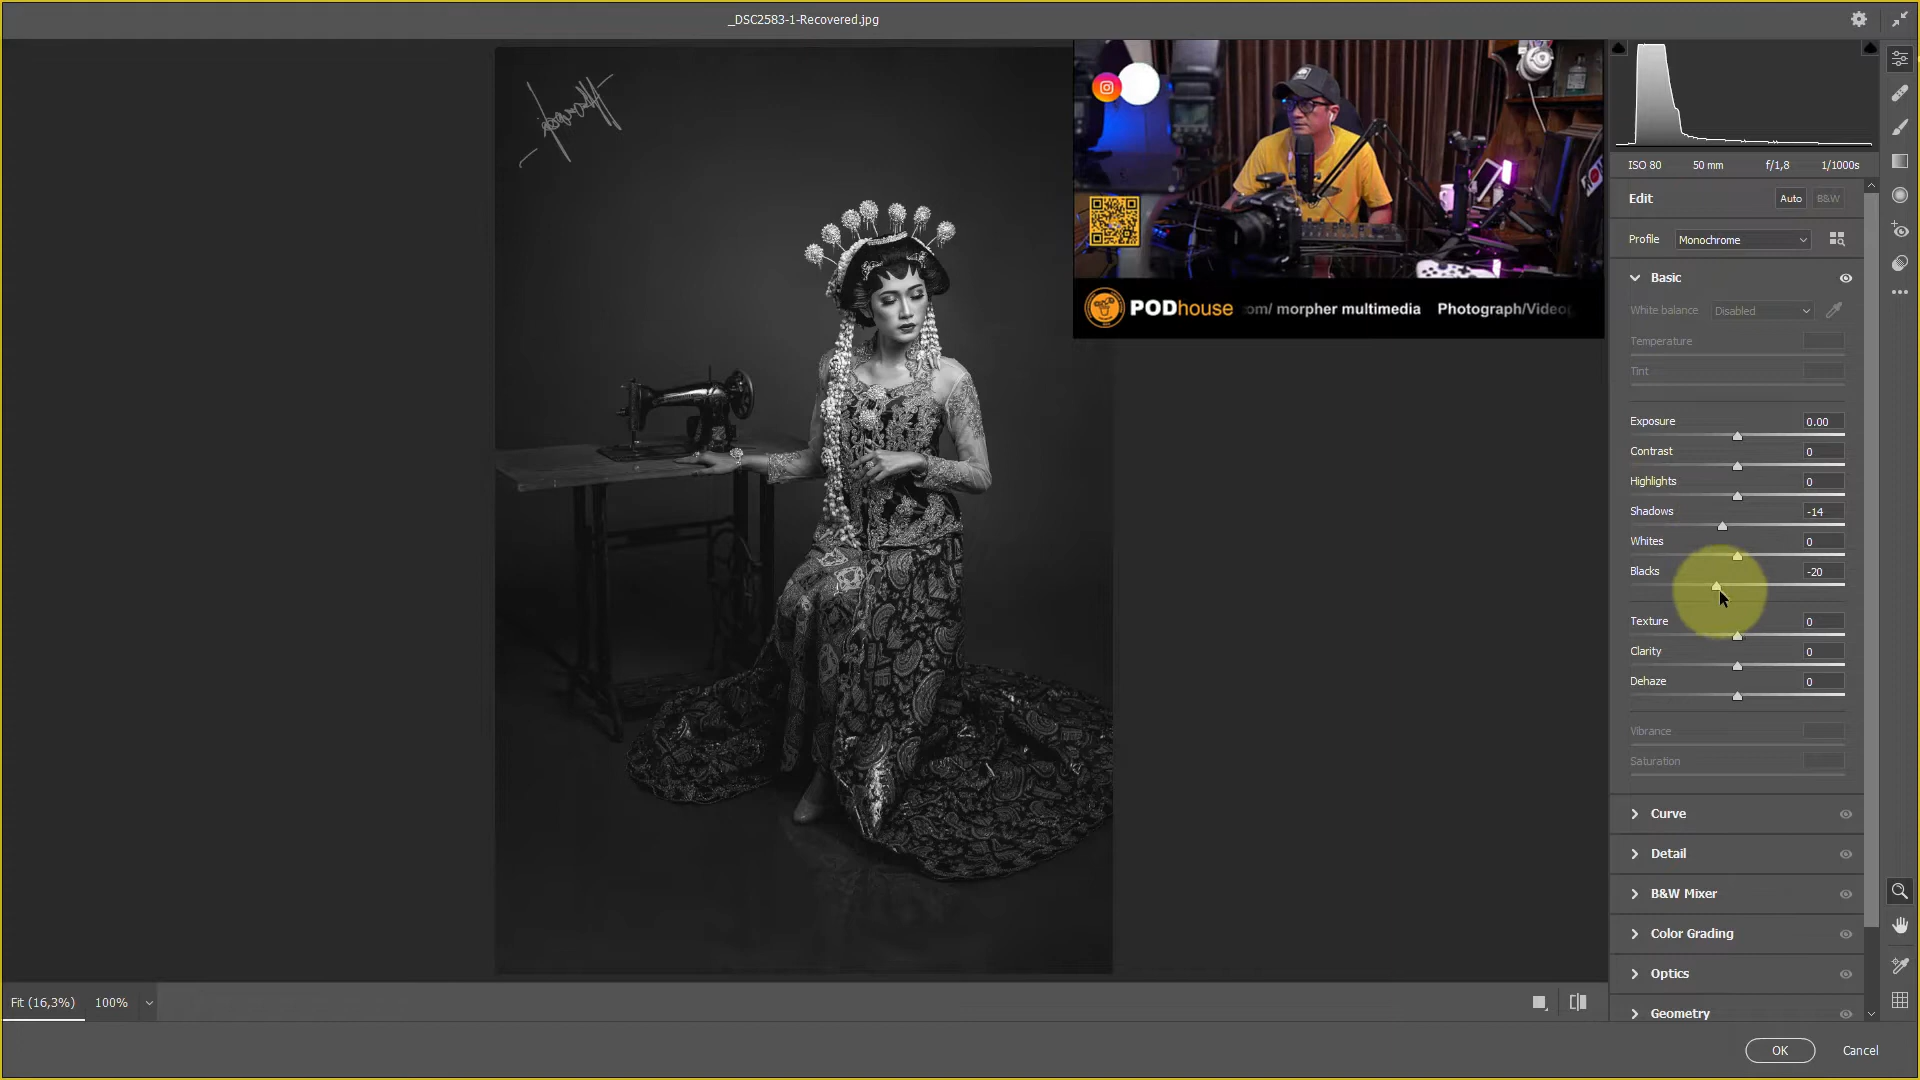 _DSC2583-1-Recovered.jpg
ISO 80 50 mm f/1,8 1/1000s
Edit Auto B&W
Profile Monochrome
Basic
White balance Disabled
Temperature
Tint
Exposure 0.00
Contrast 0
Highlights 0
Shadows -14
Whites 0
Blacks -20
Texture 0
Clarity 0
Dehaze 0
Vibrance
Saturation
Curve
Detail
B&W Mixer
Color Grading
Optics
Geometry
PODhouse om/ morpher multimedia Photograph/Video
Fit (16,3%) 100%
OK Cancel